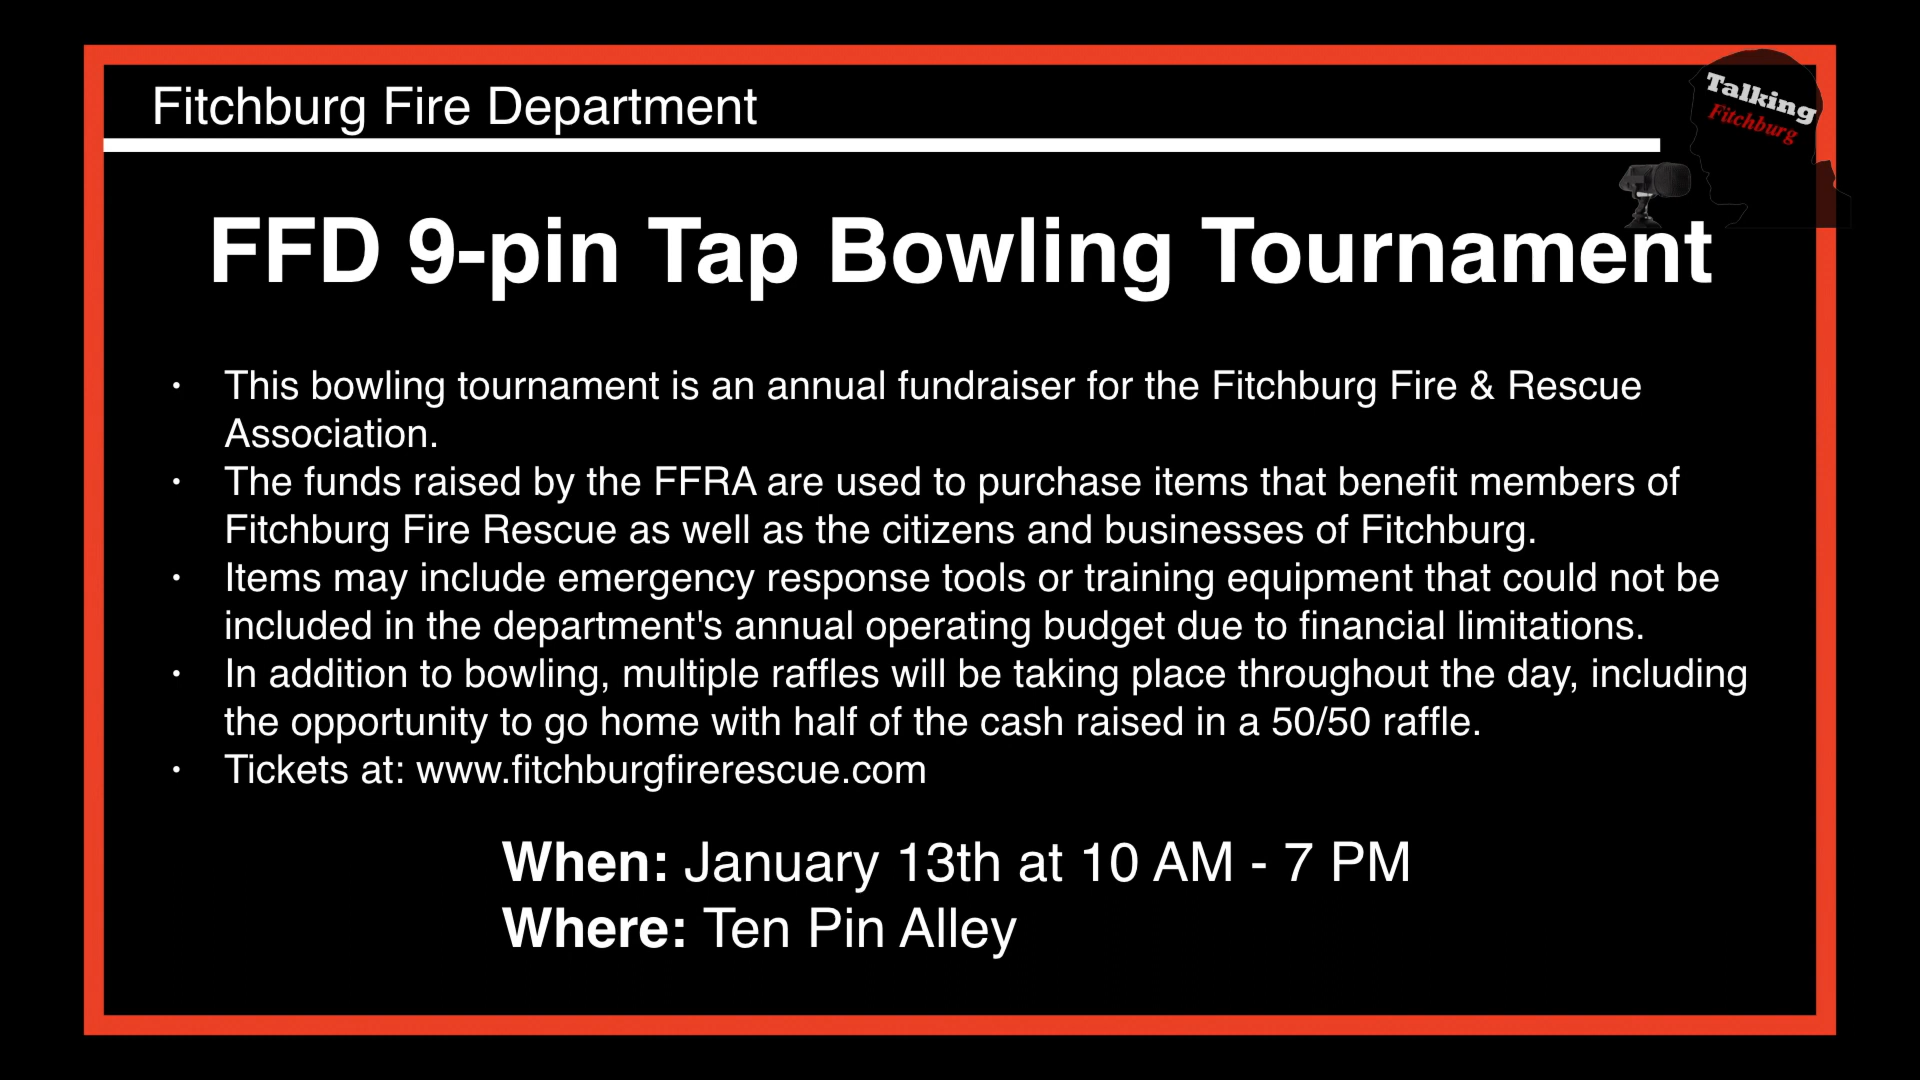 Fitchburg Fire Department
Talking
Fitchburg
FFD 9-pin Tap Bowling Tournament
· This bowling tournament is an annual fundraiser for the Fitchburg Fire & Rescue
Association.
· The funds raised by the FFRA are used to purchase items that benefit members of
Fitchburg Fire Rescue as well as the citizens and businesses of Fitchburg.
· Items may include emergency response tools or training equipment that could not be
included in the department's annual operating budget due to financial limitations.
· In addition to bowling, multiple raffles will be taking place throughout the day, including
the opportunity to go home with half of the cash raised in a 50/50 raffle.
· Tickets at: www.fitchburgfirerescue.com
When: January 13th at 10 AM - 7 PM
Where: Ten Pin Alley